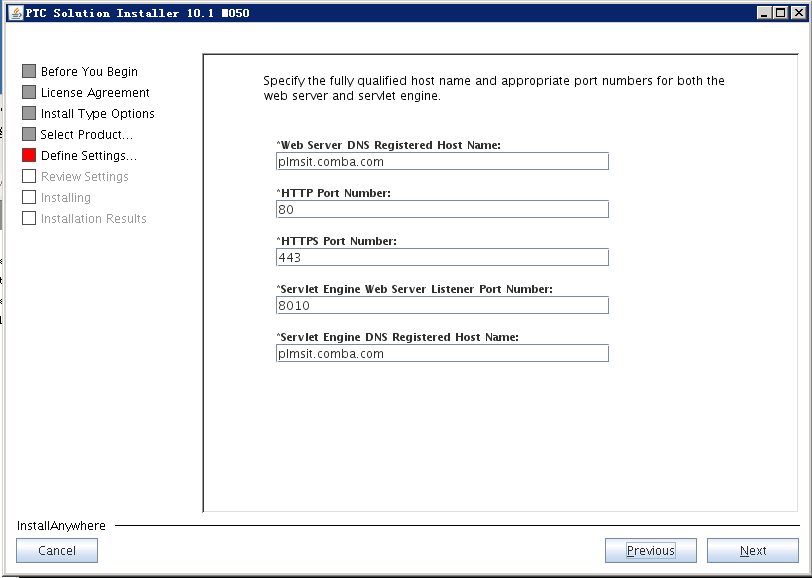 PTC Solution Installer 10.1 M050
Before You Begin
License Agreement
Install Type Options
Select Product...
Define Settings...
Review Settings
Installing
Installation Results
Specify the fully qualified host name and appropriate port numbers for both the
web server and servlet engine.
*Web Server DNS Registered Host Name:
plmsit.comba.com
*HTTP Port Number:
80
*HTTPS Port Number:
443
*Servlet Engine Web Server Listener Port Number:
8010
*Servlet Engine DNS Registered Host Name:
plmsit.comba.com
InstallAnywhere
Cancel
Previous
Next